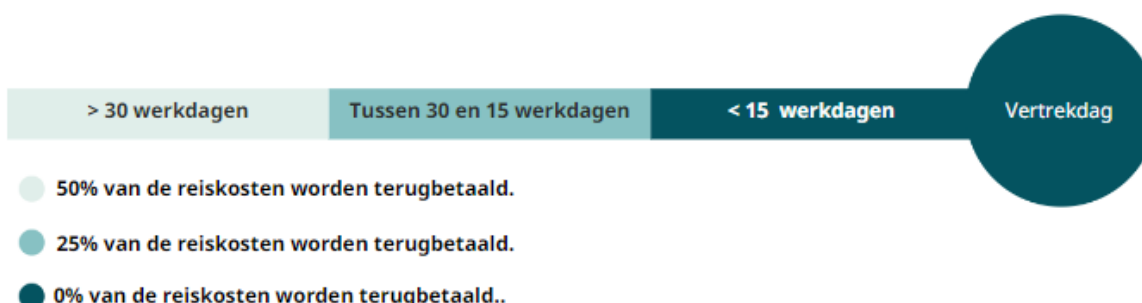 > 30 werkdagen Tussen 30 en 15 werkdagen < 15 werkdagen Vertrekdag
50% van de reiskosten worden terugbetaald.
25% van de reiskosten worden terugbetaald.
0% van de reiskosten worden terugbetaald..